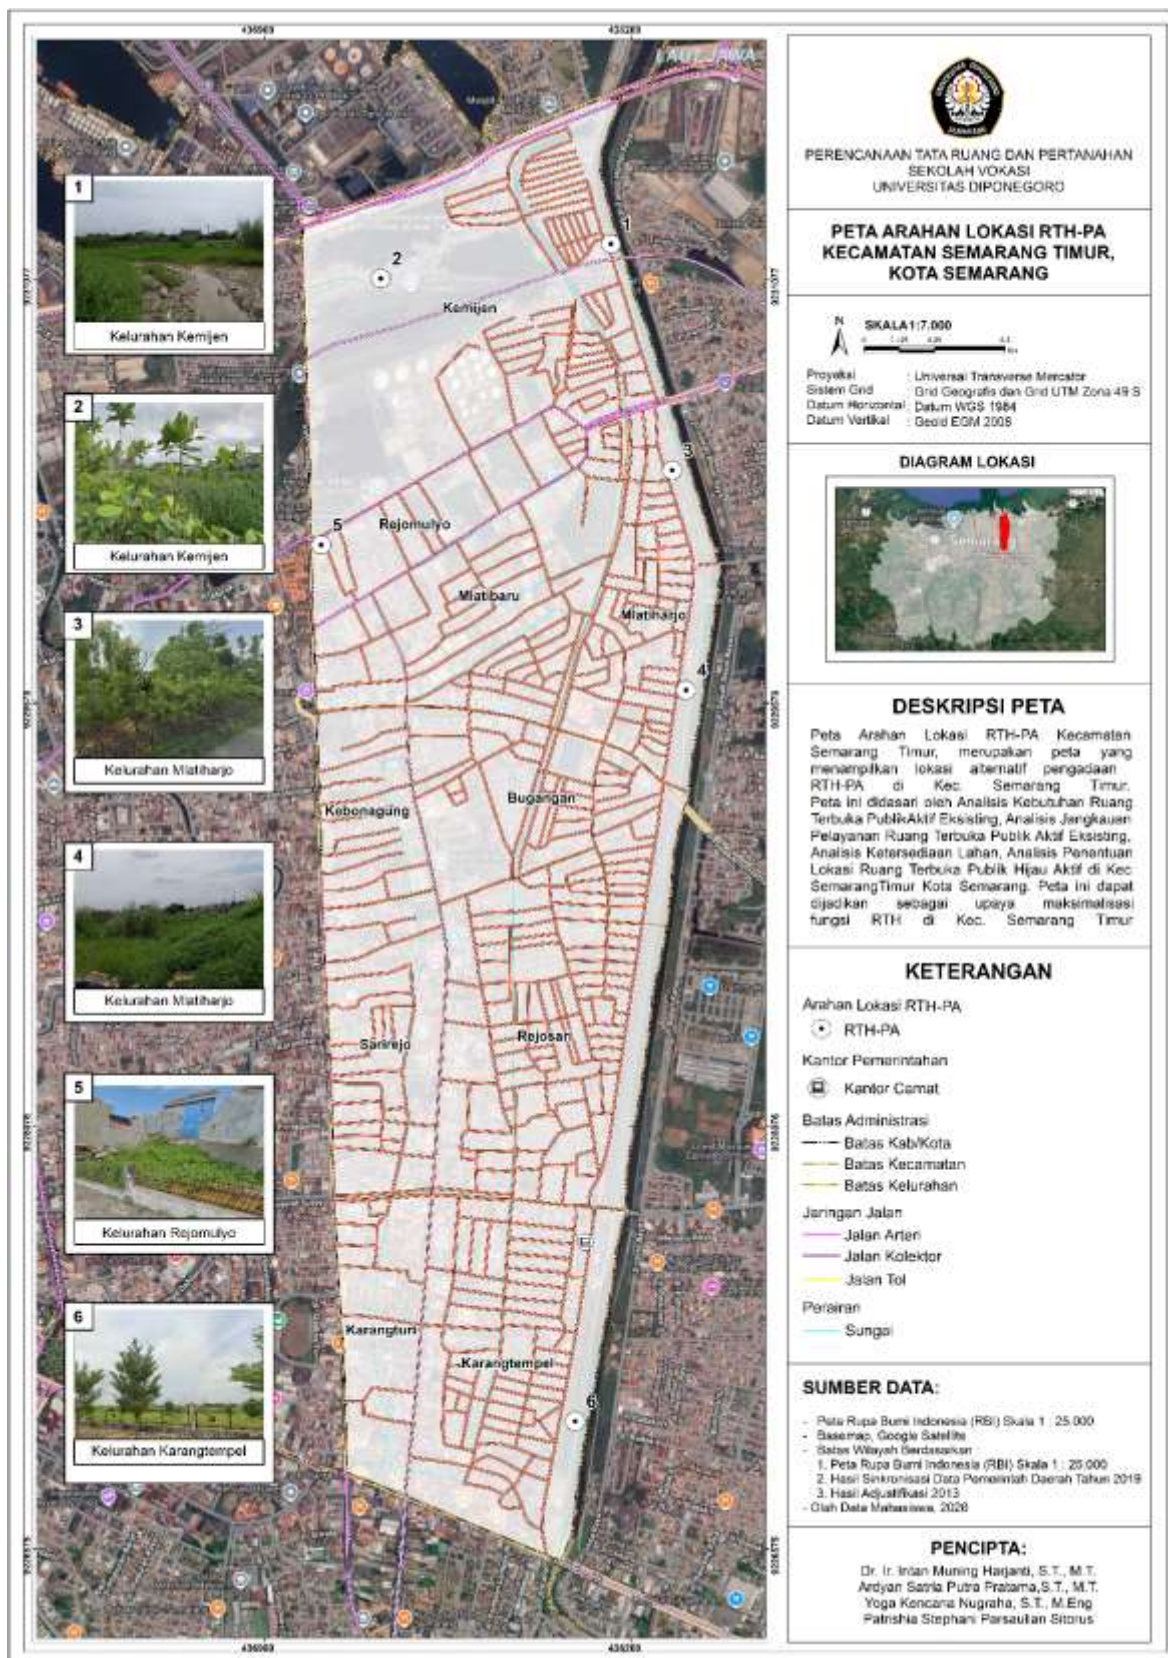 436969
438269
LAUT JAWA
1
Kelurahan Kemijen
2
Kelurahan Kemijen
3
Kelurahan Mlatiharjo
4
Kelurahan Mlatiharjo
5
Kelurahan Rejomulyo
6
Kelurahan Karangtempel
1
2
Kemijen
3
5
Rejomulyo
Mlatibaru
Mlatiharjo
4
Kebonagung
Bugangan
Sarirejo
Rejosari
Karangturi
Karangtempel
6
PERENCANAAN TATA RUANG DAN PERTANAHAN
SEKOLAH VOKASI
UNIVERSITAS DIPONEGORO
PETA ARAHAN LOKASI RTH-PA
KECAMATAN SEMARANG TIMUR,
KOTA SEMARANG
N
SKALA 1:7.000
Proyeksi : Universal Transverse Mercator
Sistem Grid : Grid Geografis dan Grid UTM Zona 49 S
Datum Horizontal : Datum WGS 1984
Datum Vertikal : Geoid EGM 2008
DIAGRAM LOKASI
DESKRIPSI PETA
Peta Arahan Lokasi RTH-PA Kecamatan
Semarang Timur, merupakan peta yang
menampilkan lokasi alternatif pengadaan
RTH-PA di Kec. Semarang Timur.
Peta ini didasari oleh Analisis Kebutuhan Ruang
Terbuka PublikAktif Eksisting, Analisis Jangkauan
Pelayanan Ruang Terbuka Publik Aktif Eksisting,
Analisis Ketersediaan Lahan, Analisis Penentuan
Lokasi Ruang Terbuka Publik Hijau Aktif di Kec
SemarangTimur Kota Semarang. Peta ini dapat
dijadikan sebagai upaya maksimalisasi
fungsi RTH di Kec. Semarang Timur
KETERANGAN
Arahan Lokasi RTH-PA
RTH-PA
Kantor Pemerintahan
Kantor Camat
Batas Administrasi
Batas Kab/Kota
Batas Kecamatan
Batas Kelurahan
Jaringan Jalan
Jalan Arteri
Jalan Kolektor
Jalan Tol
Perairan
Sungai
SUMBER DATA:
- Peta Rupa Bumi Indonesia (RBI) Skala 1 : 25.000
- Basemap, Google Satellite
- Batas Wilayah Berdasarkan
1. Peta Rupa Bumi Indonesia (RBI) Skala 1 : 25.000
2. Hasil Sinkronisasi Data Pemerintah Daerah Tahun 2019
3. Hasil Adjustifikasi 2013
- Olah Data Mahasiswa, 2026
PENCIPTA:
Dr. Ir. Intan Muning Harjanti, S.T., M.T.
Ardyan Satria Putra Pratama,S.T., M.T.
Yoga Kencana Nugraha, S.T., M.Eng
Patrishia Stephani Parsaulian Sitorus